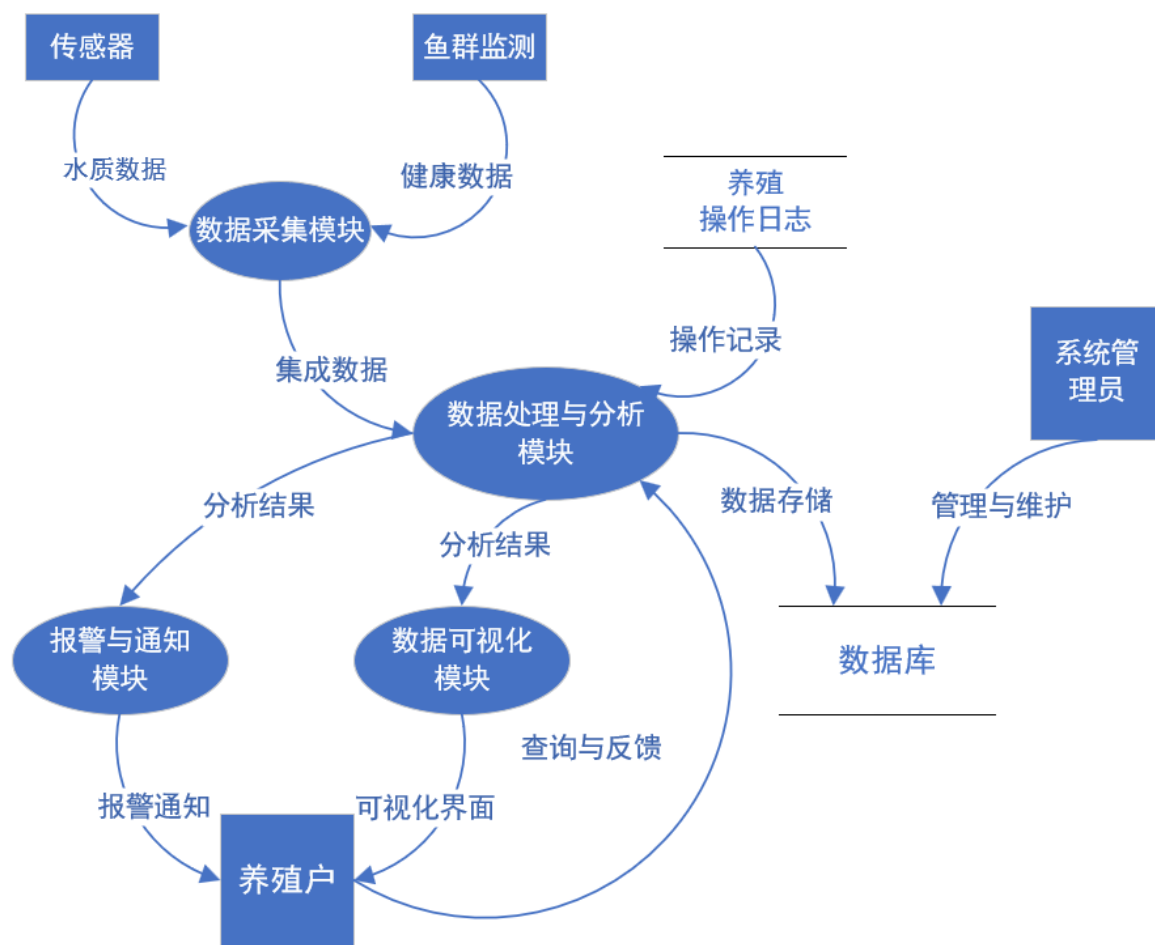 传感器
鱼群监测
水质数据
健康数据
养殖
操作日志
数据采集模块
操作记录
系统管
理员
集成数据
数据处理与分析
模块
分析结果
数据存储
管理与维护
分析结果
报警与通知
模块
数据可视化
模块
数据库
查询与反馈
报警通知
可视化界面
养殖户